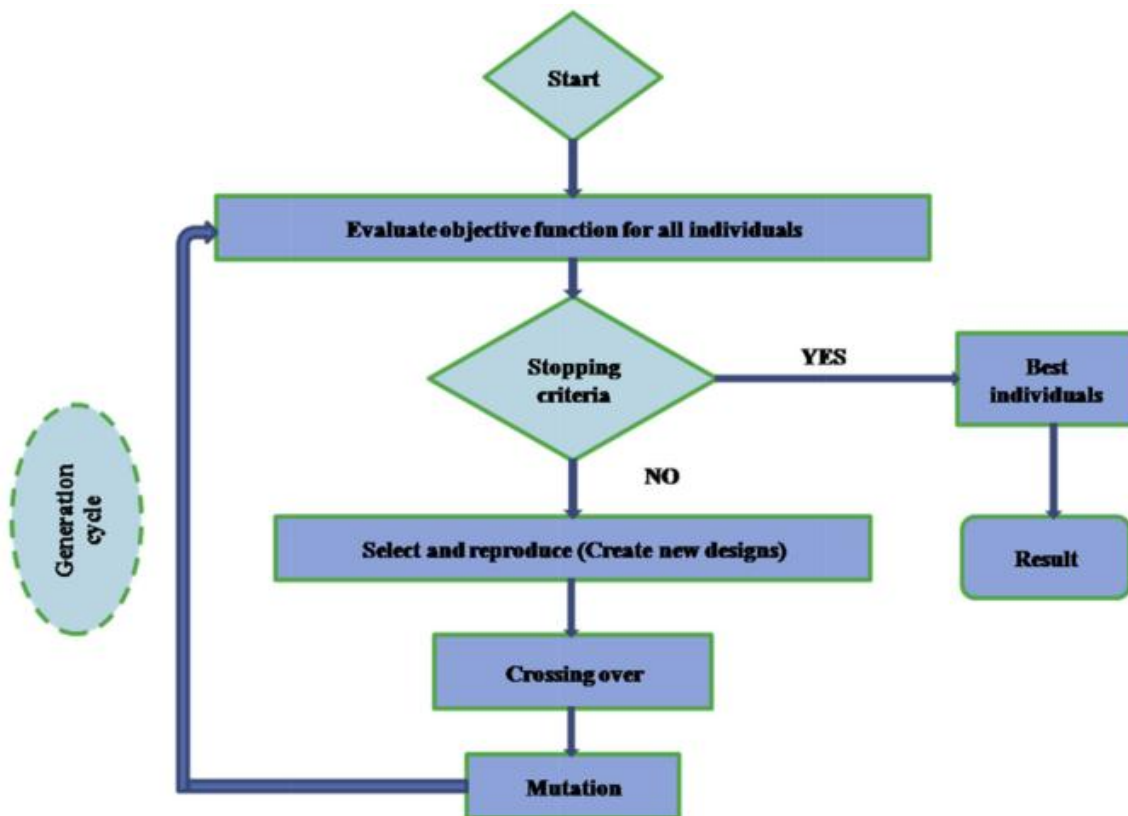 Start
Evaluate objective function for all individuals
Stopping
criteria
YES
Best
individuals
NO
Generation
cycle
Select and reproduce (Create new designs)
Result
Crossing over
Mutation